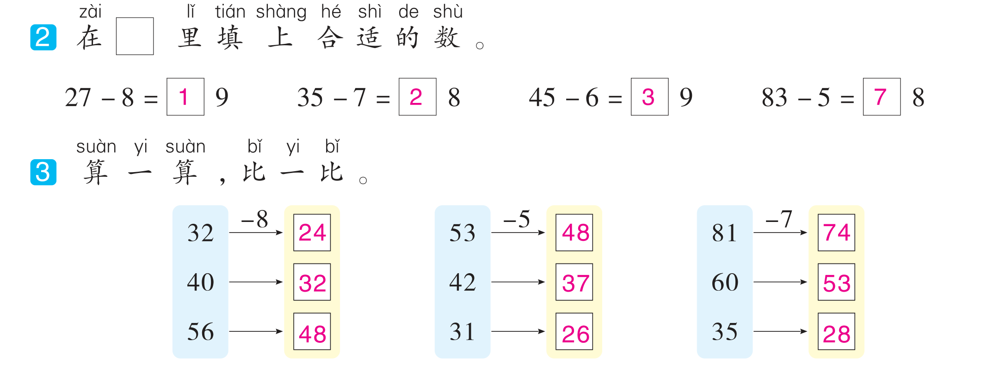 zài lǐ tián shàng hé shì de shù
2 在 □ 里 填 上 合 适 的 数 。
27 − 8 = 1 9 35 − 7 = 2 8 45 − 6 = 3 9 83 − 5 = 7 8
suàn yi suàn bǐ yi bǐ
3 算 一 算 , 比 一 比 。
32 −8 24 53 −5 48 81 −7 74
40 32 42 37 60 53
56 48 31 26 35 28